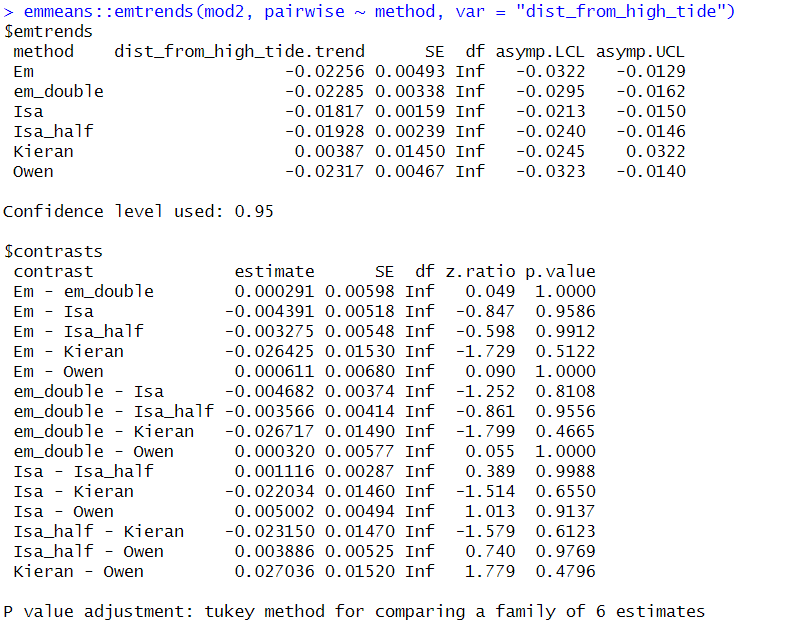 > emmeans::emtrends(mod2, pairwise ~ method, var = "dist_from_high_tide")
$emtrends
 method    dist_from_high_tide.trend      SE  df asymp.LCL asymp.UCL
 Em                         -0.02256 0.00493 Inf   -0.0322   -0.0129
 em_double                  -0.02285 0.00338 Inf   -0.0295   -0.0162
 Isa                        -0.01817 0.00159 Inf   -0.0213   -0.0150
 Isa_half                   -0.01928 0.00239 Inf   -0.0240   -0.0146
 Kieran                      0.00387 0.01450 Inf   -0.0245    0.0322
 Owen                       -0.02317 0.00467 Inf   -0.0323   -0.0140

Confidence level used: 0.95

$contrasts
 contrast              estimate      SE  df z.ratio p.value
 Em - em_double        0.000291 0.00598 Inf   0.049  1.0000
 Em - Isa             -0.004391 0.00518 Inf  -0.847  0.9586
 Em - Isa_half        -0.003275 0.00548 Inf  -0.598  0.9912
 Em - Kieran          -0.026425 0.01530 Inf  -1.729  0.5122
 Em - Owen             0.000611 0.00680 Inf   0.090  1.0000
 em_double - Isa      -0.004682 0.00374 Inf  -1.252  0.8108
 em_double - Isa_half -0.003566 0.00414 Inf  -0.861  0.9556
 em_double - Kieran   -0.026717 0.01490 Inf  -1.799  0.4665
 em_double - Owen      0.000320 0.00577 Inf   0.055  1.0000
 Isa - Isa_half        0.001116 0.00287 Inf   0.389  0.9988
 Isa - Kieran         -0.022034 0.01460 Inf  -1.514  0.6550
 Isa - Owen            0.005002 0.00494 Inf   1.013  0.9137
 Isa_half - Kieran    -0.023150 0.01470 Inf  -1.579  0.6123
 Isa_half - Owen       0.003886 0.00525 Inf   0.740  0.9769
 Kieran - Owen         0.027036 0.01520 Inf   1.779  0.4796

P value adjustment: tukey method for comparing a family of 6 estimates